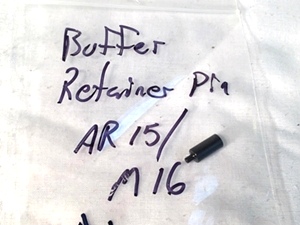 Buffer
Retainer Pin
AR 15/
M16